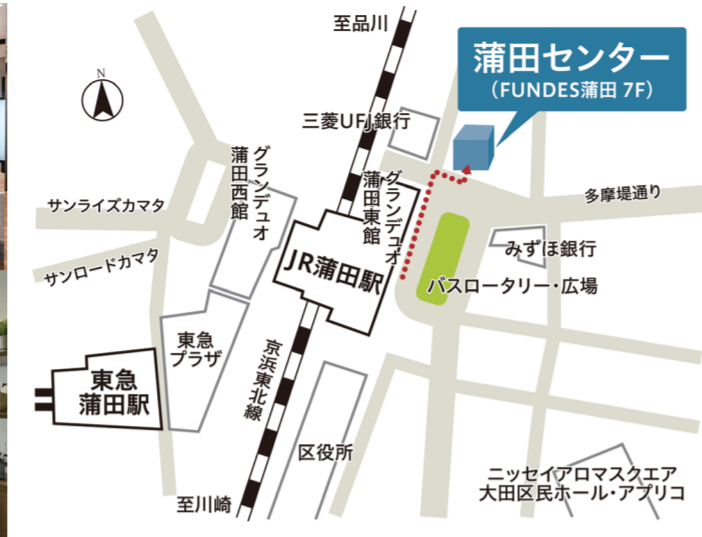 至品川
蒲田センター
（FUNDES蒲田 7F）
N
三菱UFJ銀行
グランデュオ
蒲田西館
グランデュオ
蒲田東館
サンライズカマタ
多摩堤通り
サンロードカマタ
みずほ銀行
JR蒲田駅
バスロータリー・広場
東急
プラザ
京浜東北線
東急
蒲田駅
区役所
ニッセイアロマスクエア
大田区民ホール・アプリコ
至川崎